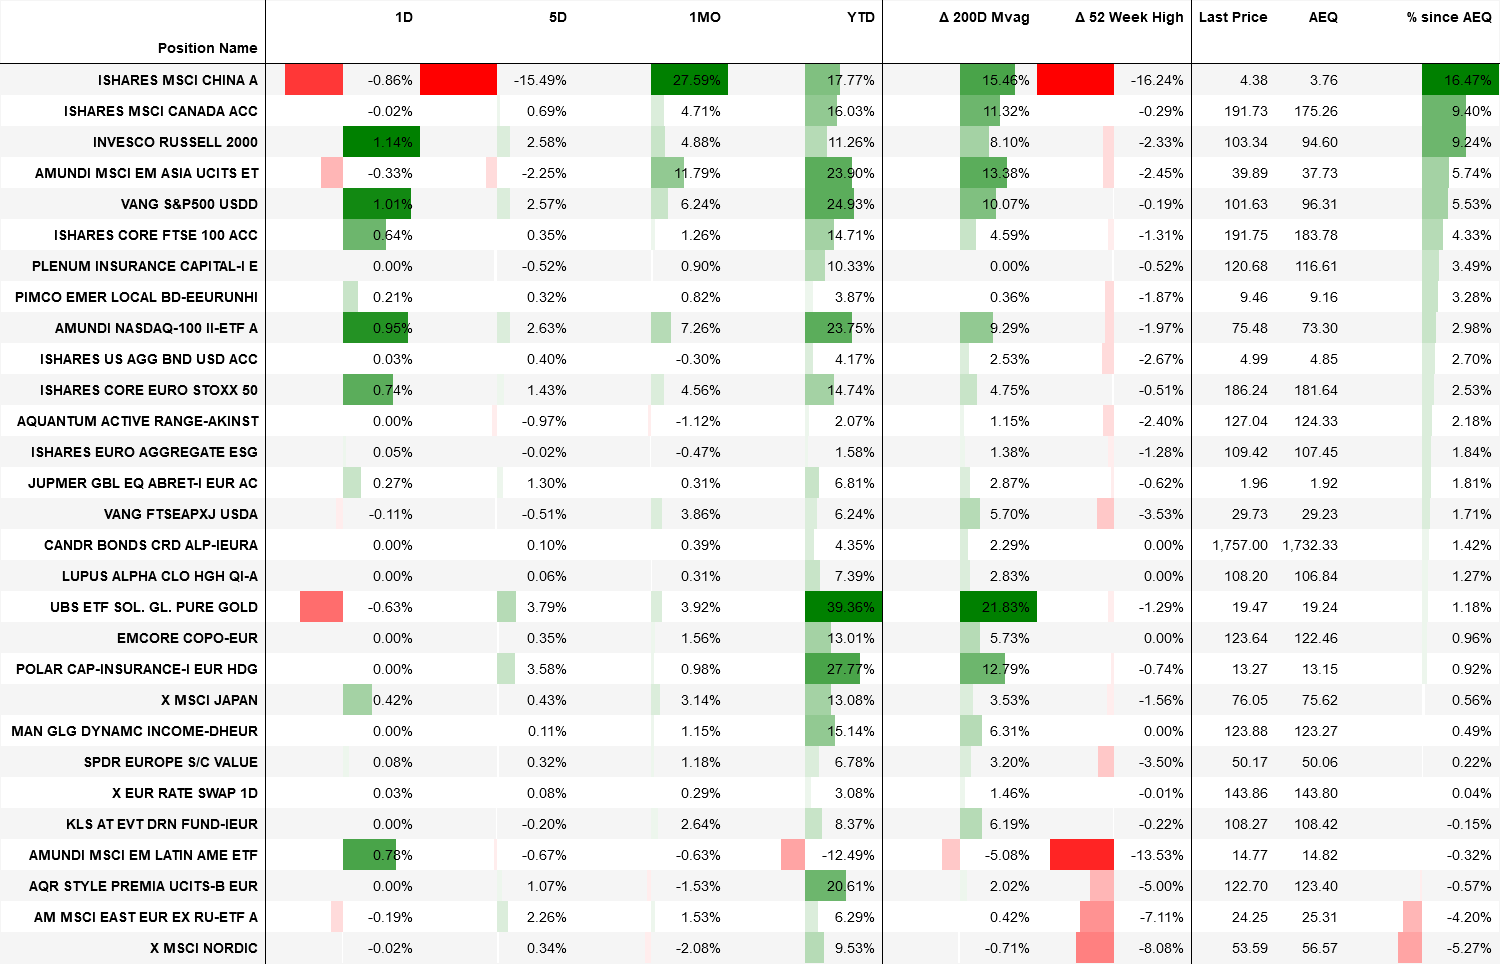 1D 5D 1MO YTD Δ 200D Mvag Δ 52 Week High Last Price AEQ % since AEQ
Position Name
ISHARES MSCI CHINA A -0.86% -15.49% 27.59% 17.77% 15.46% -16.24% 4.38 3.76 16.47%
ISHARES MSCI CANADA ACC -0.02% 0.69% 4.71% 16.03% 11.32% -0.29% 191.73 175.26 9.40%
INVESCO RUSSELL 2000 1.14% 2.58% 4.88% 11.26% 8.10% -2.33% 103.34 94.60 9.24%
AMUNDI MSCI EM ASIA UCITS ET -0.33% -2.25% 11.79% 23.90% 13.38% -2.45% 39.89 37.73 5.74%
VANG S&P500 USDD 1.01% 2.57% 6.24% 24.93% 10.07% -0.19% 101.63 96.31 5.53%
ISHARES CORE FTSE 100 ACC 0.64% 0.35% 1.26% 14.71% 4.59% -1.31% 191.75 183.78 4.33%
PLENUM INSURANCE CAPITAL-I E 0.00% -0.52% 0.90% 10.33% 0.00% -0.52% 120.68 116.61 3.49%
PIMCO EMER LOCAL BD-EEURUNHI 0.21% 0.32% 0.82% 3.87% 0.36% -1.87% 9.46 9.16 3.28%
AMUNDI NASDAQ-100 II-ETF A 0.95% 2.63% 7.26% 23.75% 9.29% -1.97% 75.48 73.30 2.98%
ISHARES US AGG BND USD ACC 0.03% 0.40% -0.30% 4.17% 2.53% -2.67% 4.99 4.85 2.70%
ISHARES CORE EURO STOXX 50 0.74% 1.43% 4.56% 14.74% 4.75% -0.51% 186.24 181.64 2.53%
AQUANTUM ACTIVE RANGE-AKINST 0.00% -0.97% -1.12% 2.07% 1.15% -2.40% 127.04 124.33 2.18%
ISHARES EURO AGGREGATE ESG 0.05% -0.02% -0.47% 1.58% 1.38% -1.28% 109.42 107.45 1.84%
JUPMER GBL EQ ABRET-I EUR AC 0.27% 1.30% 0.31% 6.81% 2.87% -0.62% 1.96 1.92 1.81%
VANG FTSEAPXJ USDA -0.11% -0.51% 3.86% 6.24% 5.70% -3.53% 29.73 29.23 1.71%
CANDR BONDS CRD ALP-IEURA 0.00% 0.10% 0.39% 4.35% 2.29% 0.00% 1,757.00 1,732.33 1.42%
LUPUS ALPHA CLO HGH QI-A 0.00% 0.06% 0.31% 7.39% 2.83% 0.00% 108.20 106.84 1.27%
UBS ETF SOL. GL. PURE GOLD -0.63% 3.79% 3.92% 39.36% 21.83% -1.29% 19.47 19.24 1.18%
EMCORE COPO-EUR 0.00% 0.35% 1.56% 13.01% 5.73% 0.00% 123.64 122.46 0.96%
POLAR CAP-INSURANCE-I EUR HDG 0.00% 3.58% 0.98% 27.77% 12.79% -0.74% 13.27 13.15 0.92%
X MSCI JAPAN 0.42% 0.43% 3.14% 13.08% 3.53% -1.56% 76.05 75.62 0.56%
MAN GLG DYNAMC INCOME-DHEUR 0.00% 0.11% 1.15% 15.14% 6.31% 0.00% 123.88 123.27 0.49%
SPDR EUROPE S/C VALUE 0.08% 0.32% 1.18% 6.78% 3.20% -3.50% 50.17 50.06 0.22%
X EUR RATE SWAP 1D 0.03% 0.08% 0.29% 3.08% 1.46% -0.01% 143.86 143.80 0.04%
KLS AT EVT DRN FUND-IEUR 0.00% -0.20% 2.64% 8.37% 6.19% -0.22% 108.27 108.42 -0.15%
AMUNDI MSCI EM LATIN AME ETF 0.78% -0.67% -0.63% -12.49% -5.08% -13.53% 14.77 14.82 -0.32%
AQR STYLE PREMIA UCITS-B EUR 0.00% 1.07% -1.53% 20.61% 2.02% -5.00% 122.70 123.40 -0.57%
AM MSCI EAST EUR EX RU-ETF A -0.19% 2.26% 1.53% 6.29% 0.42% -7.11% 24.25 25.31 -4.20%
X MSCI NORDIC -0.02% 0.34% -2.08% 9.53% -0.71% -8.08% 53.59 56.57 -5.27%